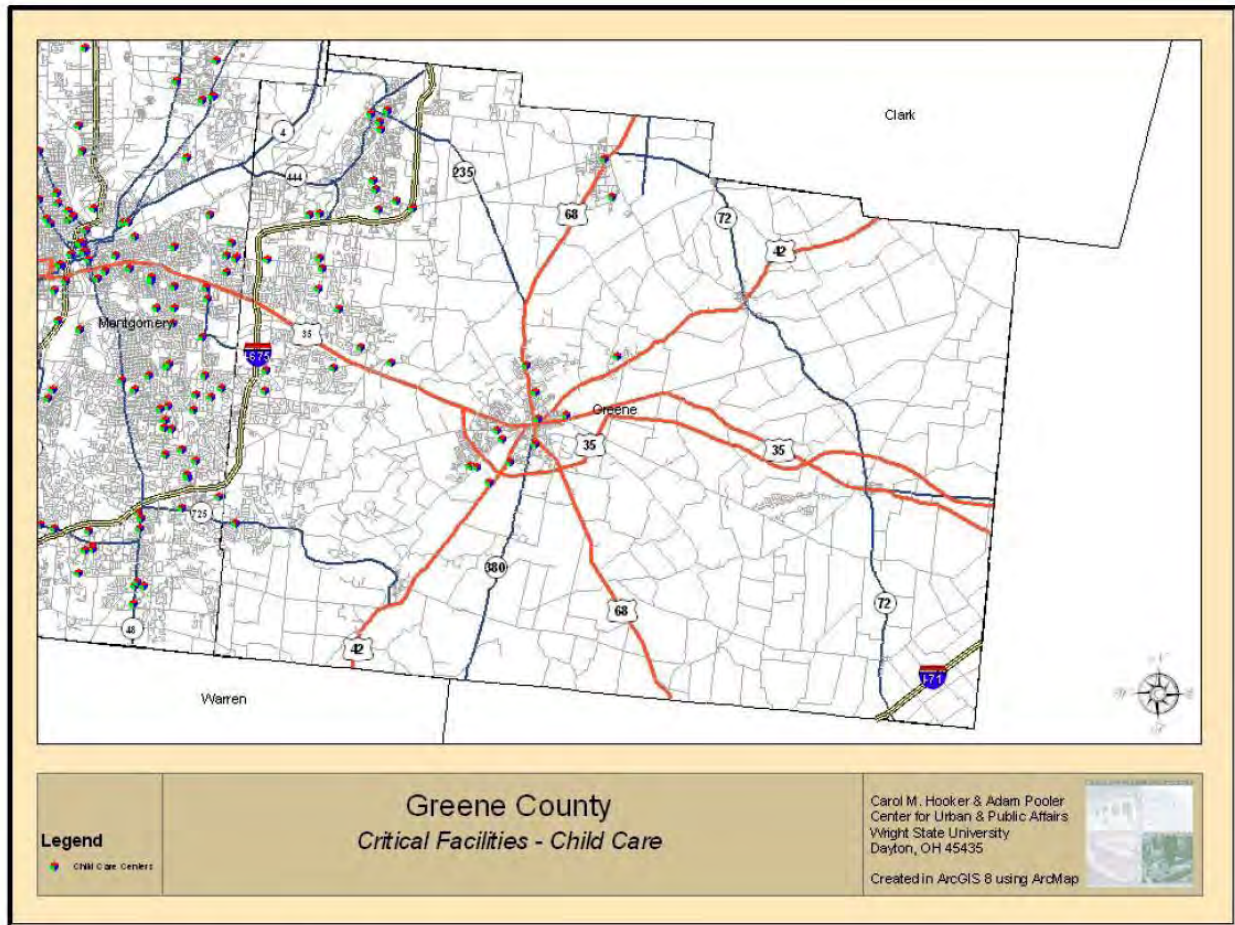 Clark
4
444
235
68
72
42
Montgomery
35
I-675
Greene
35
35
725
380
68
72
48
42
I-71
Warren
Greene County
Critical Facilities - Child Care
Legend
Child Care Centers
Carol M. Hooker & Adam Pooler
Center for Urban & Public Affairs
Wright State University
Dayton, OH 45435
Created in ArcGIS 8 using ArcMap